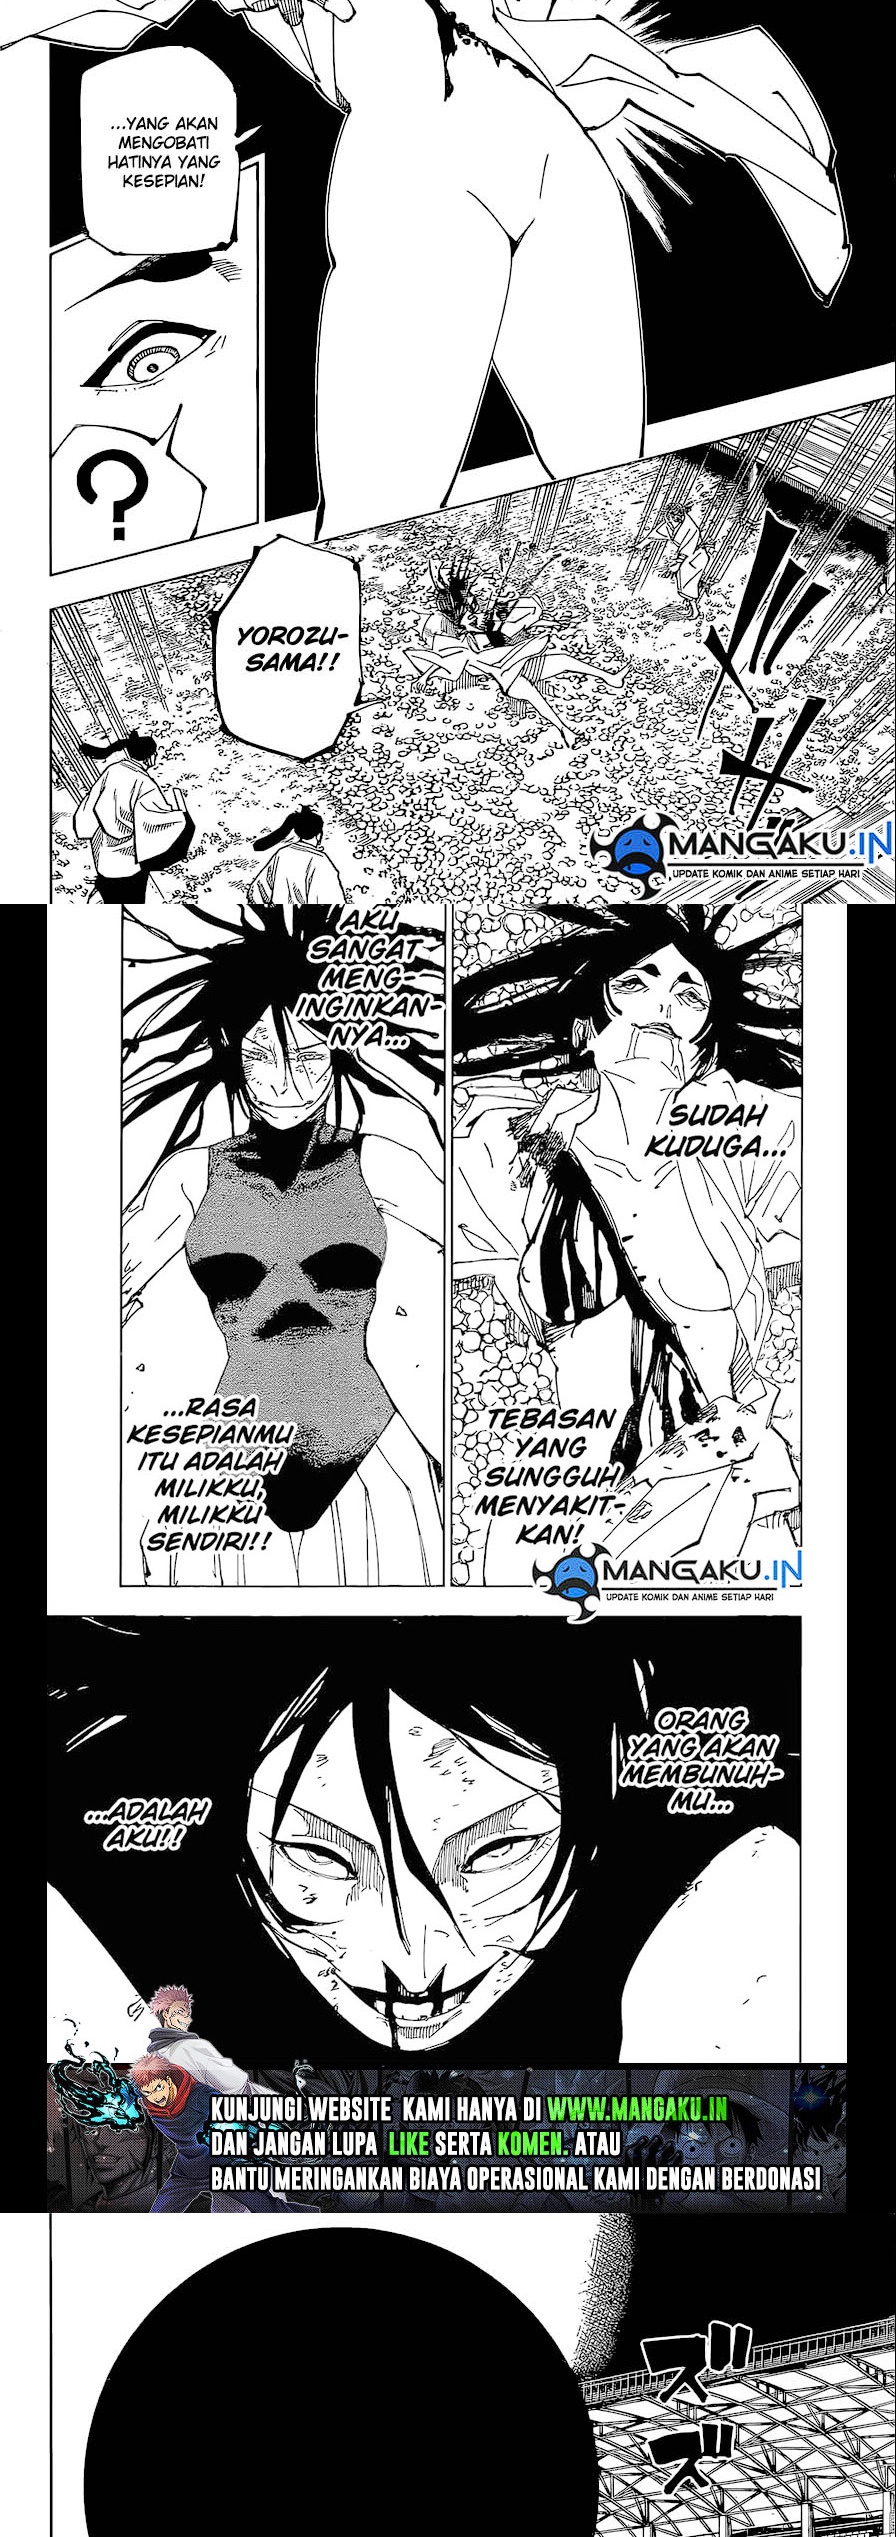 ...YANG AKAN
MENGOBATI
HATINYA YANG
KESEPIAN!
?
YOROZU-
SAMA!!
MANGAKU.IN
UPDATE KOMIK DAN ANIME SETIAP HARI
SUDAH
KUDUGA...
TEBASAN
YANG
SUNGGUH
MENYAKIT-
KAN!
AKU
SANGAT
MENG-
INGINKAN-
NYA...
...RASA
KESEPIANMU
ITU ADALAH
MILIKKU,
MILIKKU
SENDIRI!!
MANGAKU.IN
UPDATE KOMIK DAN ANIME SETIAP HARI
ORANG
YANG AKAN
MEMBUNUH-
MU...
...ADALAH
AKU!!
KUNJUNGI WEBSITE KAMI HANYA DI WWW.MANGAKU.IN
DAN JANGAN LUPA LIKE SERTA KOMEN. ATAU
BANTU MERINGANKAN BIAYA OPERASIONAL KAMI DENGAN BERDONASI
ズ
ズ